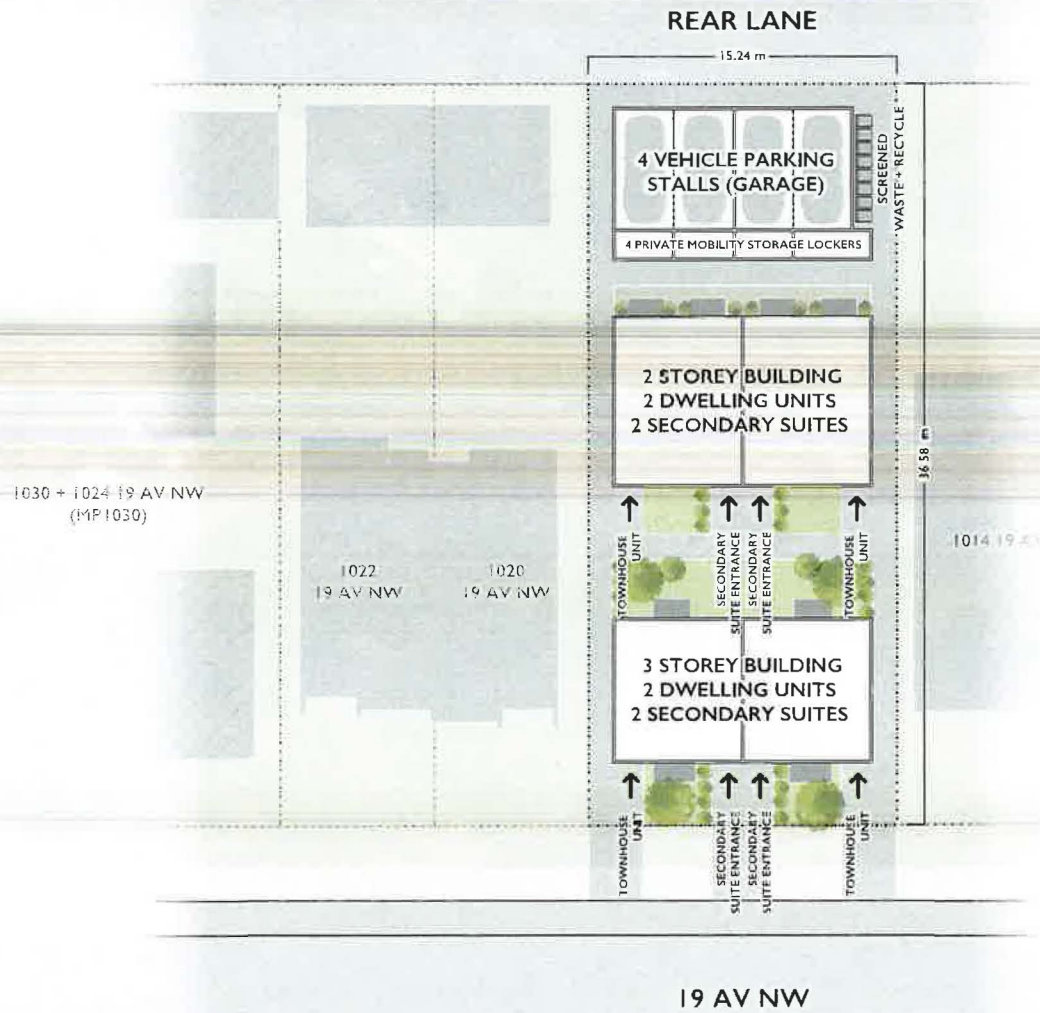 REAR LANE
15.24 m
4 VEHICLE PARKING
STALLS (GARAGE)
SCREENED
WASTE + RECYCLE
4 PRIVATE MOBILITY STORAGE LOCKERS
2 STOREY BUILDING
2 DWELLING UNITS
2 SECONDARY SUITES
36.58 m
1030 + 1024 19 AV NW
(MP1030)
1022
19 AV NW
1020
19 AV NW
TOWNHOUSE
UNIT
SECONDARY
SUITE ENTRANCE
SECONDARY
SUITE ENTRANCE
TOWNHOUSE
UNIT
1014 19 A
3 STOREY BUILDING
2 DWELLING UNITS
2 SECONDARY SUITES
TOWNHOUSE
UNIT
SECONDARY
SUITE ENTRANCE
SECONDARY
SUITE ENTRANCE
TOWNHOUSE
UNIT
19 AV NW